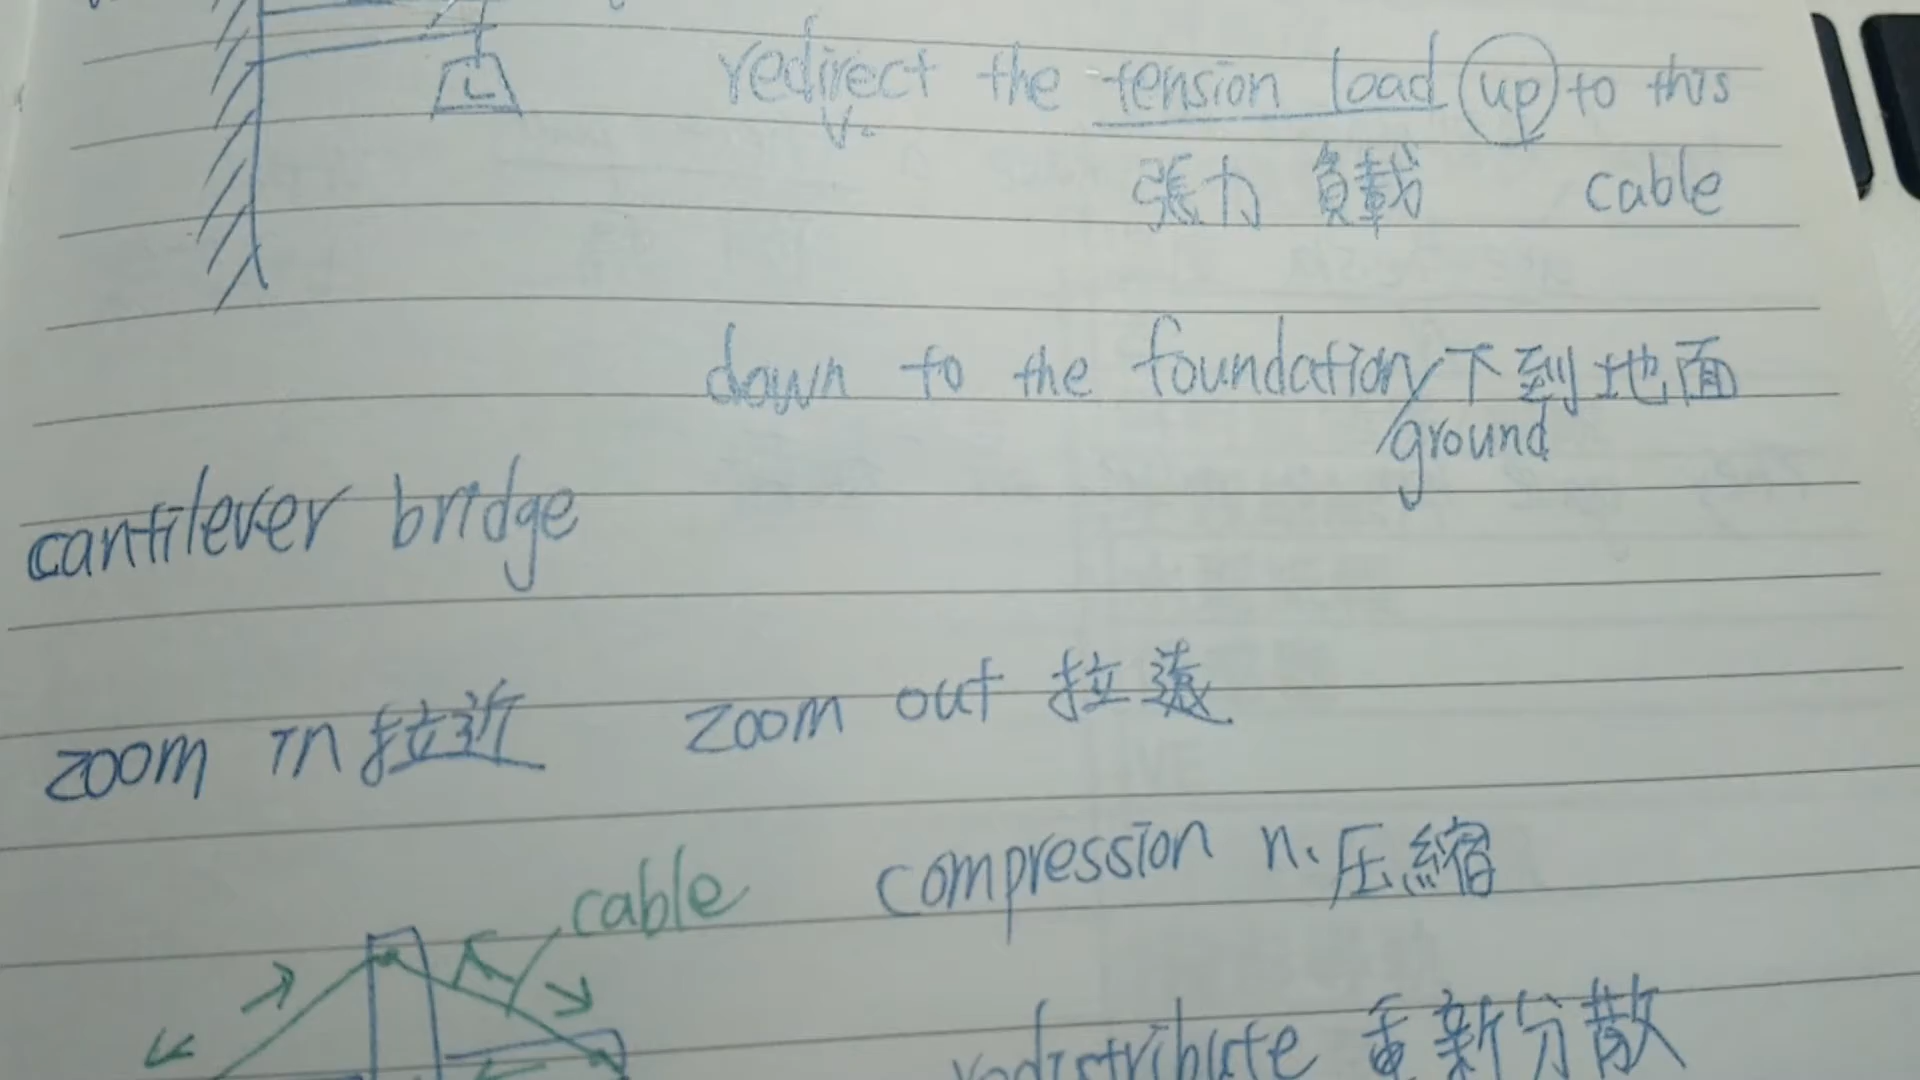 L
redirect the tension load up to this
v.
張力 負載 cable
down to the foundation/下到地面
/ground
cantilever bridge
zoom in 拉近 zoom out 拉遠
cable
compression n. 压縮
redistribute 重新分散